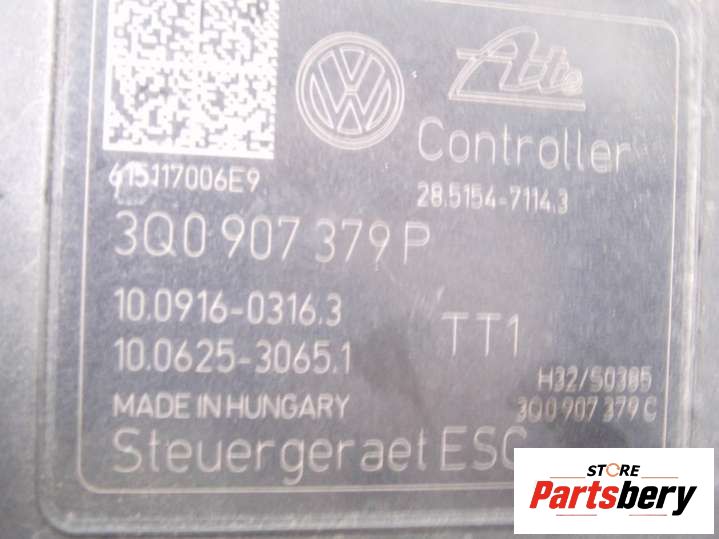 Ate
Controller
615117006E9
28.5154-7114.3
3Q0 907 379 P
10.0916-0316.3
10.0625-3065.1
TT1
H32/S0385
MADE IN HUNGARY
3Q0 907 379 C
Steuergeraet ESC
STORE
Partsbery